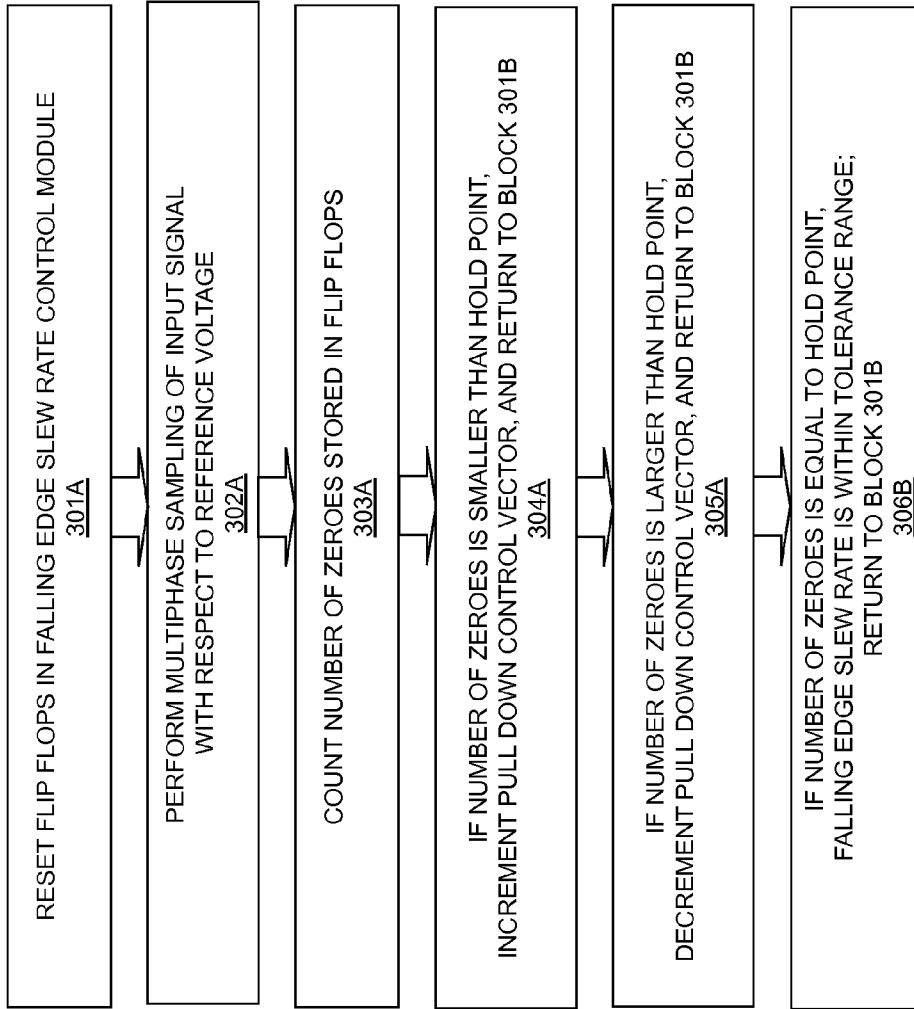 RESET FLIP FLOPS IN FALLING EDGE SLEW RATE CONTROL MODULE
301A
PERFORM MULTIPHASE SAMPLING OF INPUT SIGNAL
WITH RESPECT TO REFERENCE VOLTAGE
302A
COUNT NUMBER OF ZEROES STORED IN FLIP FLOPS
303A
IF NUMBER OF ZEROES IS SMALLER THAN HOLD POINT,
INCREMENT PULL DOWN CONTROL VECTOR, AND RETURN TO BLOCK 301B
304A
IF NUMBER OF ZEROES IS LARGER THAN HOLD POINT,
DECREMENT PULL DOWN CONTROL VECTOR, AND RETURN TO BLOCK 301B
305A
IF NUMBER OF ZEROES IS EQUAL TO HOLD POINT,
FALLING EDGE SLEW RATE IS WITHIN TOLERANCE RANGE;
RETURN TO BLOCK 301B
306B